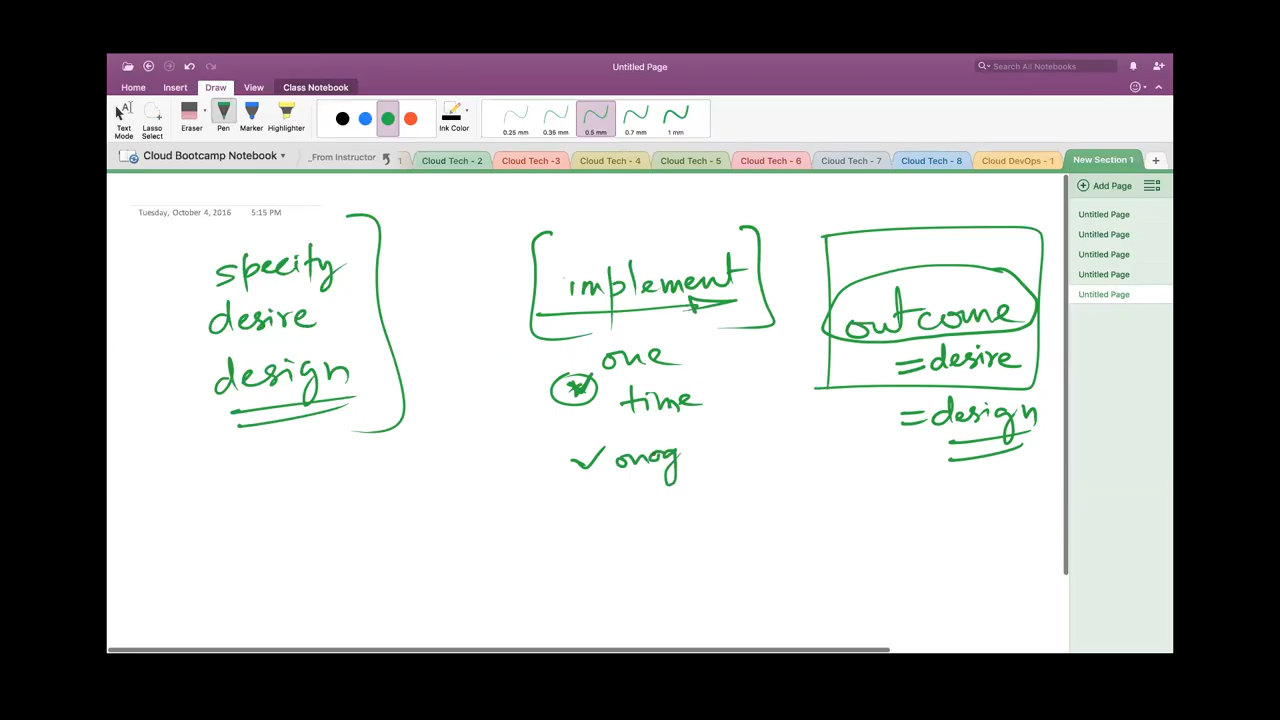 Untitled Page
Search All Notebooks
Home
Insert
Draw
View
Class Notebook
Text Mode
Lasso Select
Eraser
Pen
Marker
Highlighter
Ink Color
0.25 mm
0.35 mm
0.5 mm
0.7 mm
1 mm
Cloud Bootcamp Notebook
_From Instructor
1
Cloud Tech - 2
Cloud Tech -3
Cloud Tech - 4
Cloud Tech - 5
Cloud Tech - 6
Cloud Tech - 7
Cloud Tech - 8
Cloud DevOps - 1
New Section 1
+
Add Page
Untitled Page
Untitled Page
Untitled Page
Untitled Page
Untitled Page
Tuesday, October 4, 2016
5:15 PM
specity
desire
design
implement
one
time
onog
outcome
=desire
=design